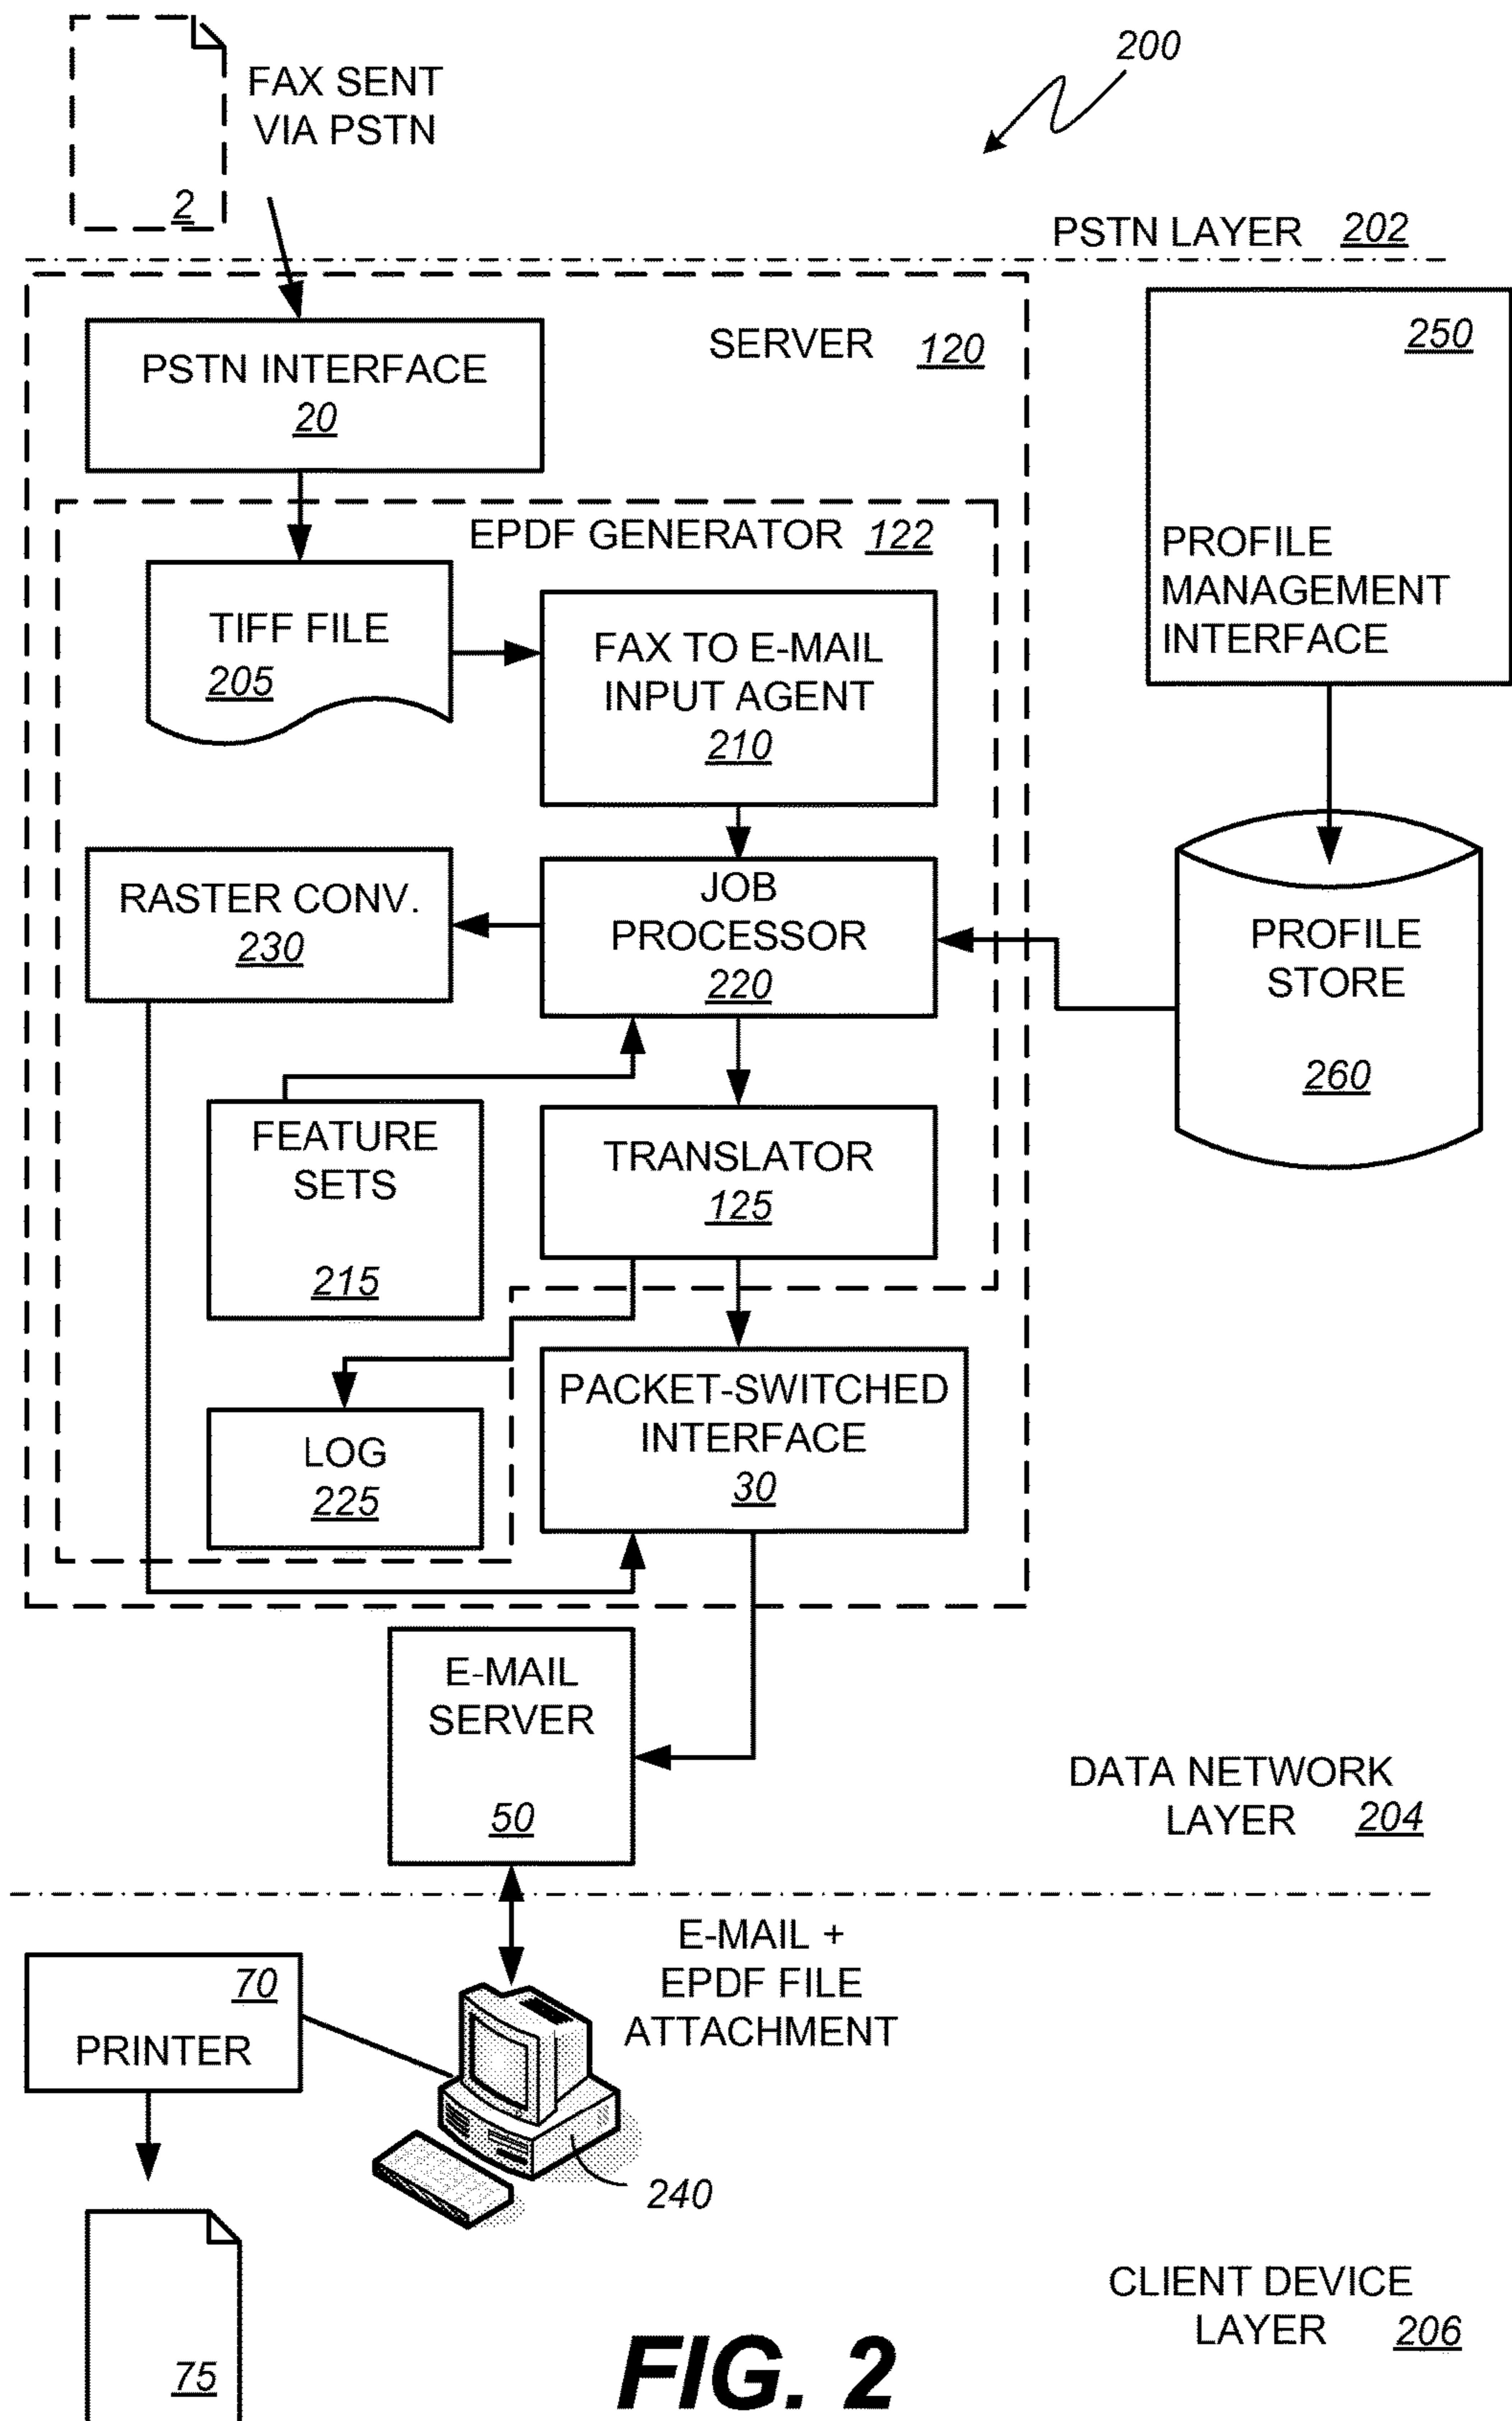 200
FAX SENT
VIA PSTN
2
PSTN LAYER 202
SERVER 120
PSTN INTERFACE
20
250
PROFILE
MANAGEMENT
INTERFACE
EPDF GENERATOR 122
TIFF FILE
205
FAX TO E-MAIL
INPUT AGENT
210
RASTER CONV.
230
JOB
PROCESSOR
220
PROFILE
STORE
260
FEATURE
SETS
215
TRANSLATOR
125
PACKET-SWITCHED
INTERFACE
30
LOG
225
E-MAIL
SERVER
50
DATA NETWORK
LAYER 204
E-MAIL +
EPDF FILE
ATTACHMENT
70
PRINTER
240
75
CLIENT DEVICE
LAYER 206
FIG. 2